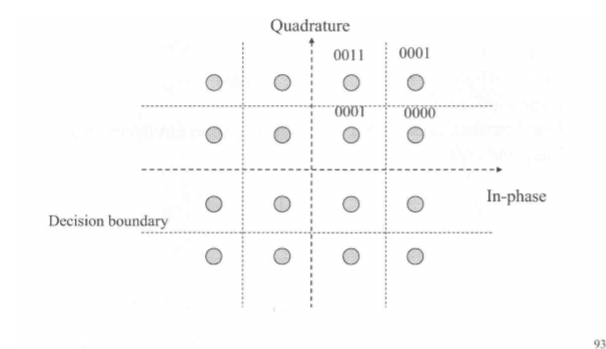 Quadrature
0011 0001
0001 0000
In-phase
Decision boundary
93